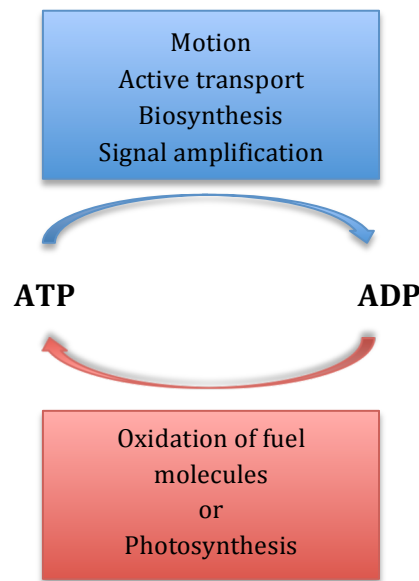 Motion
Active transport
Biosynthesis
Signal amplification
ATP
ADP
Oxidation of fuel
molecules
or
Photosynthesis